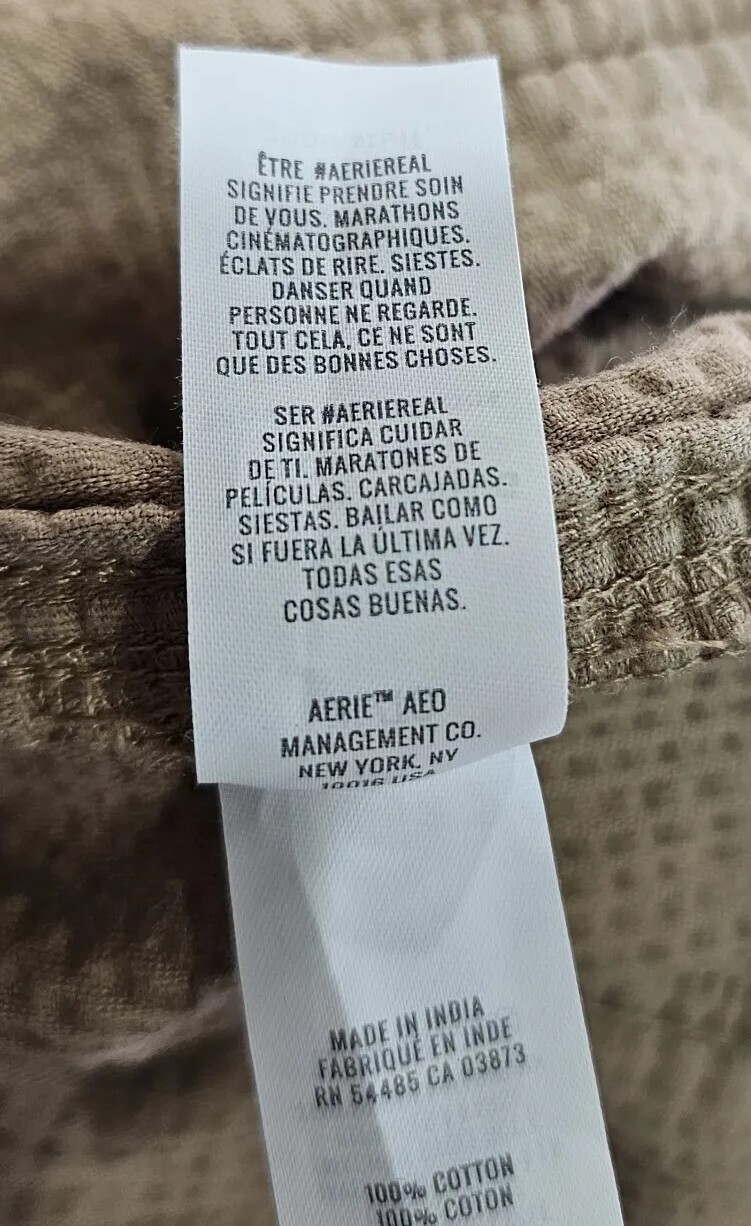 ÊTRE #AERIEREAL
SIGNIFIE PRENDRE SOIN
DE VOUS. MARATHONS
CINÉMATOGRAPHIQUES.
ÉCLATS DE RIRE. SIESTES.
DANSER QUAND
PERSONNE NE REGARDE.
TOUT CELA, CE NE SONT
QUE DES BONNES CHOSES.
SER #AERIEREAL
SIGNIFICA CUIDAR
DE TI. MARATONES DE
PELÍCULAS. CARCAJADAS.
SIESTAS. BAILAR COMO
SI FUERA LA ÚLTIMA VEZ.
TODAS ESAS
COSAS BUENAS.
AERIE™ AEO
MANAGEMENT CO.
NEW YORK, NY
10016 USA
MADE IN INDIA
FABRIQUÉ EN INDE
RN 54485 CA 03873
100% COTTON
100% COTON